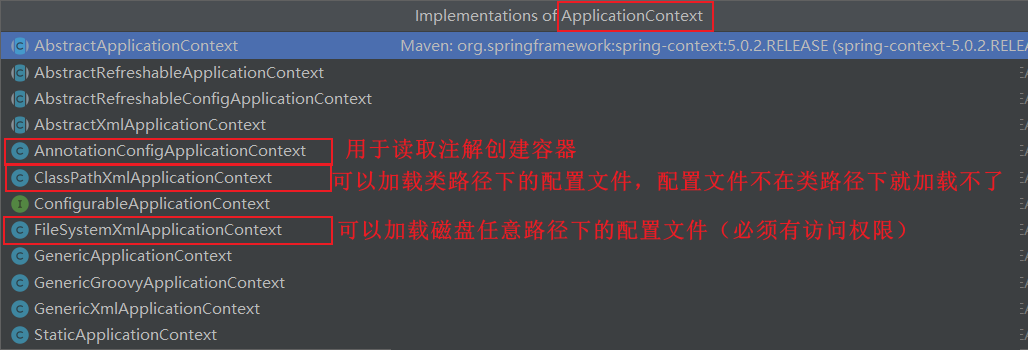 Implementations of ApplicationContext
AbstractApplicationContext Maven: org.springframework:spring-context:5.0.2.RELEASE (spring-context-5.0.2.REL
AbstractRefreshableApplicationContext
AbstractRefreshableConfigApplicationContext
AbstractXmlApplicationContext
AnnotationConfigApplicationContext 用于读取注解创建容器
ClassPathXmlApplicationContext 可以加载类路径下的配置文件，配置文件不在类路径下就加载不了
ConfigurableApplicationContext
FileSystemXmlApplicationContext 可以加载磁盘任意路径下的配置文件（必须有访问权限）
GenericApplicationContext
GenericGroovyApplicationContext
GenericXmlApplicationContext
StaticApplicationContext